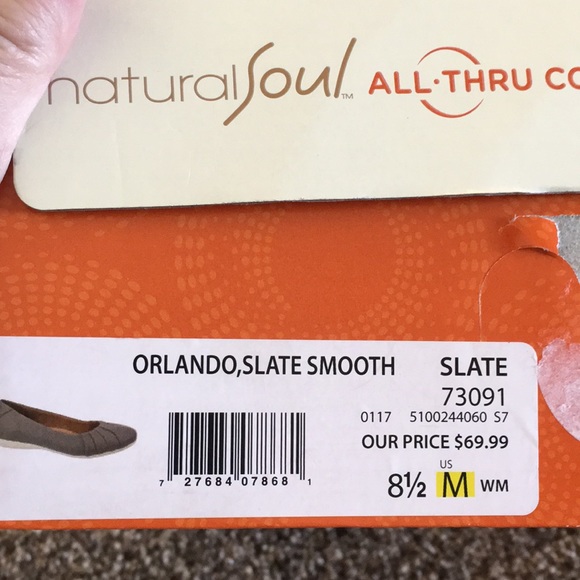 naturalSoul™ ALL·THRU CO
ORLANDO,SLATE SMOOTH SLATE
73091
0117 5100244060 S7
OUR PRICE $69.99
US
8½ M WM
7 27684 07868 1